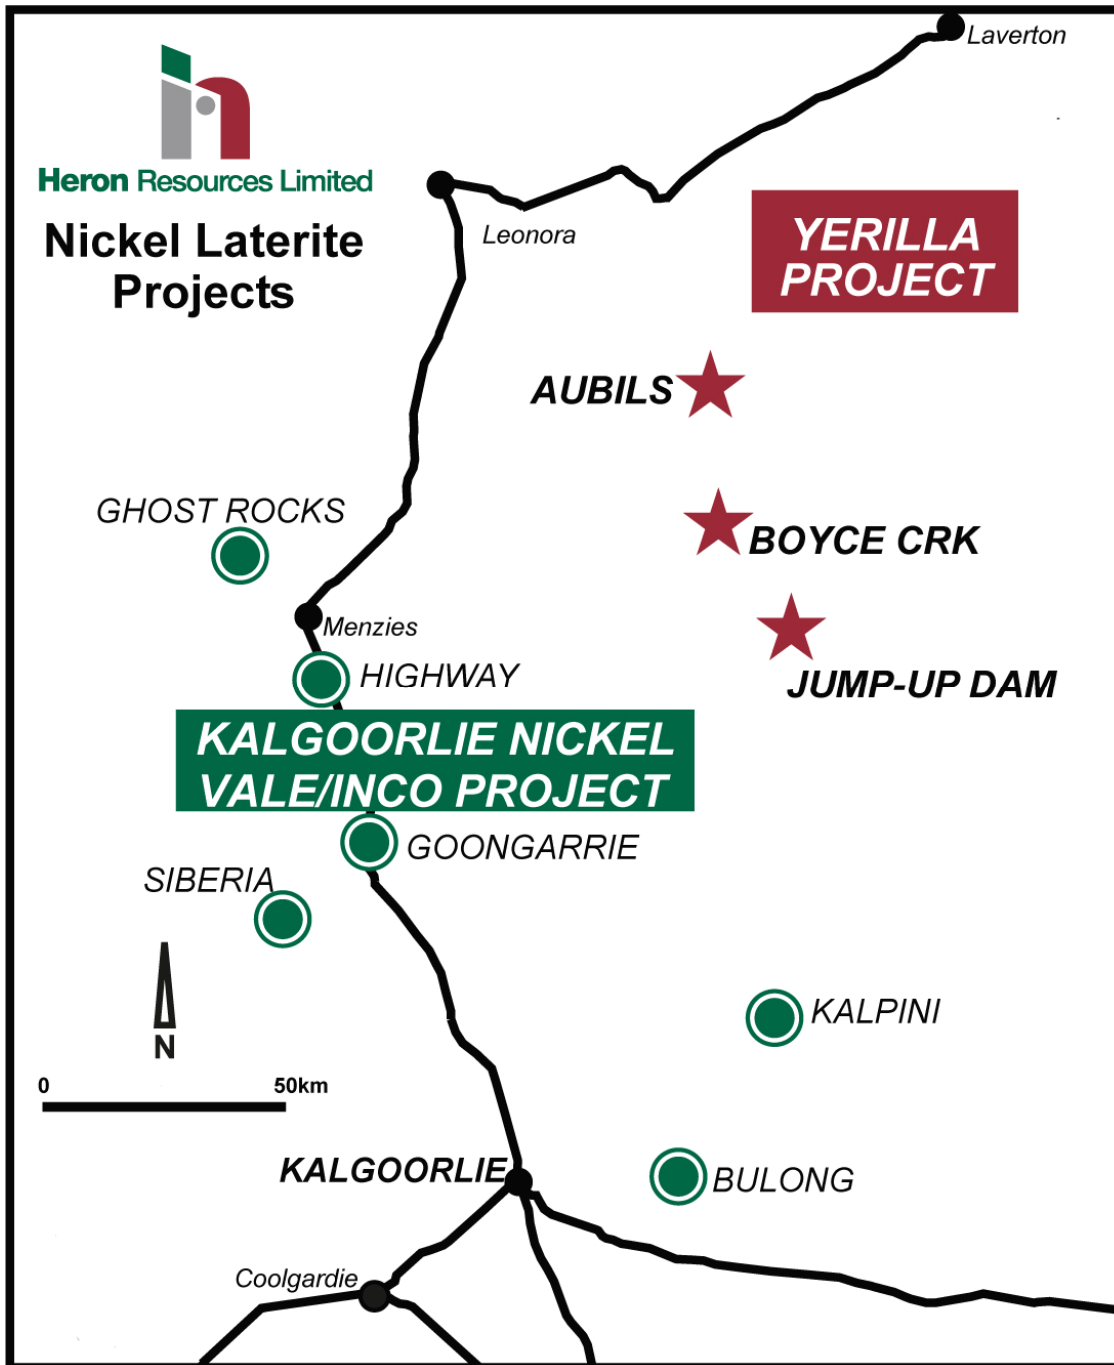 Laverton
Heron Resources Limited
Nickel Laterite
Projects
Leonora
YERILLA
PROJECT
AUBILS
GHOST ROCKS
BOYCE CRK
Menzies
HIGHWAY
JUMP-UP DAM
KALGOORLIE NICKEL
VALE/INCO PROJECT
GOONGARRIE
SIBERIA
KALPINI
N
0 50km
KALGOORLIE
BULONG
Coolgardie